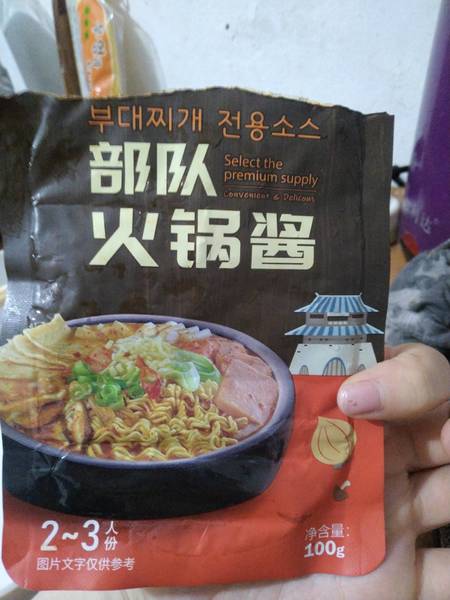 부대찌개 전용소스
部队
Select the
premium supply
Convenient & Delicious
火锅酱
2~3人份
净含量:
100g
图片文字仅供参考